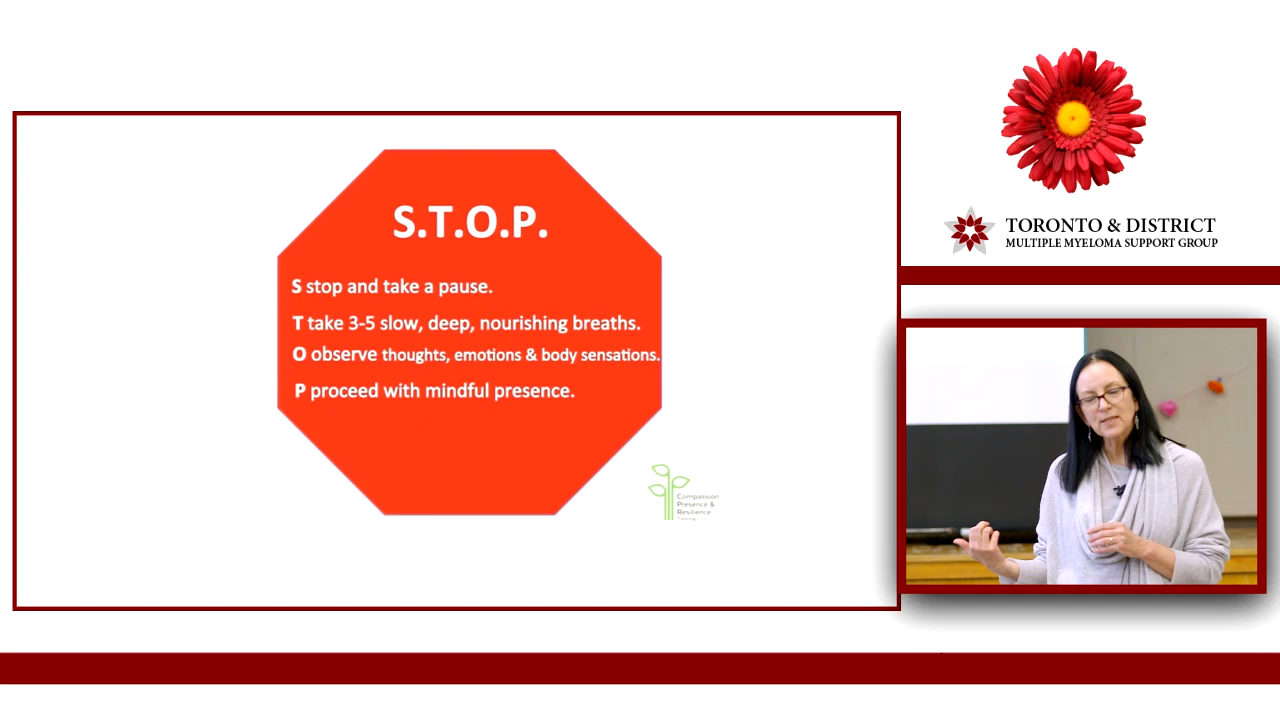 S.T.O.P.
S stop and take a pause.
T take 3-5 slow, deep, nourishing breaths.
O observe thoughts, emotions & body sensations.
P proceed with mindful presence.
Compassion
Presence &
Resilience
Training
TORONTO & DISTRICT
MULTIPLE MYELOMA SUPPORT GROUP